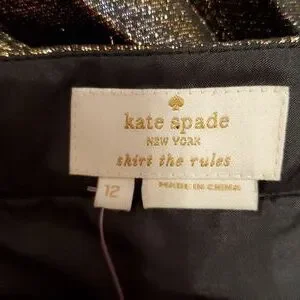 kate spade
NEW YORK
skirt the rules
12
MADE IN CHINA